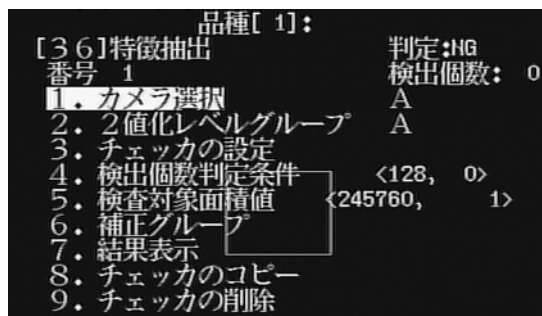 品種[ 1]:
[36]特徴抽出 判定:NG
番号 1 検出個数: 0
1. カメラ選択 A
2. 2値化レベルグループ A
3. チェッカの設定
4. 検出個数判定条件 <128, 0>
5. 検査対象面積値 <245760, 1>
6. 補正グループ
7. 結果表示
8. チェッカのコピー
9. チェッカの削除